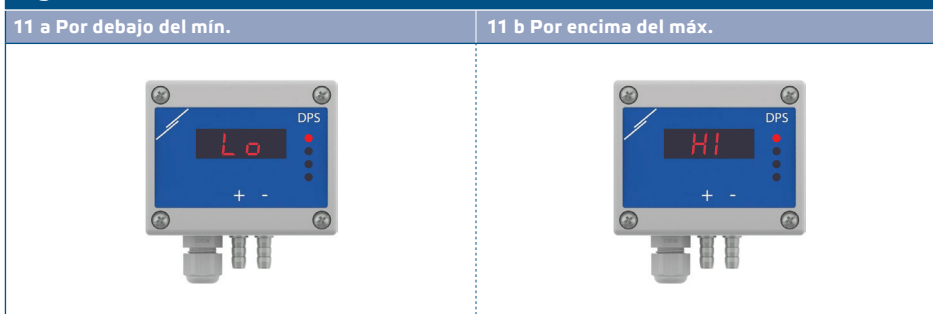 11 a Por debajo del mín.
11 b Por encima del máx.
DPS
Lo
+ -
DPS
HI
+ -